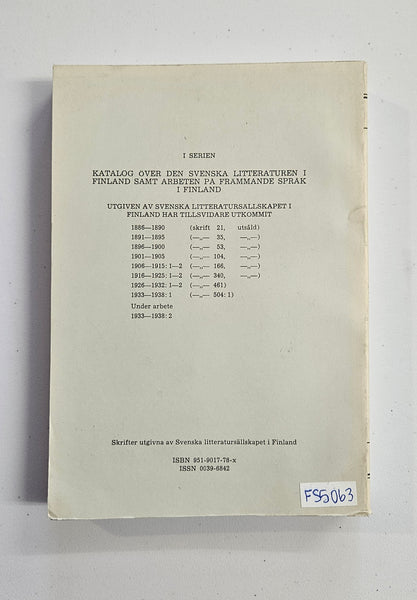 I SERIEN
KATALOG ÖVER DEN SVENSKA LITTERATUREN I
FINLAND SAMT ARBETEN PÅ FRÄMMANDE SPRÅK
I FINLAND
UTGIVEN AV SVENSKA LITTERATURSÄLLSKAPET I
FINLAND HAR TILLSVIDARE UTKOMMIT
1886—1890 (skrift 21, utsåld)
1891—1895 (—„— 35, —„—)
1896—1900 (—„— 53, —„—)
1901—1905 (—„— 104, —„—)
1906—1915: 1—2 (—„— 166, —„—)
1916—1925: 1—2 (—„— 340, —„—)
1926—1932: 1—2 (—„— 461)
1933—1938: 1 (—„— 504: 1)
Under arbete
1933—1938: 2
Skrifter utgivna av Svenska litteratursällskapet i Finland
ISBN 951-9017-78-x
ISSN 0039-6842
FS5063